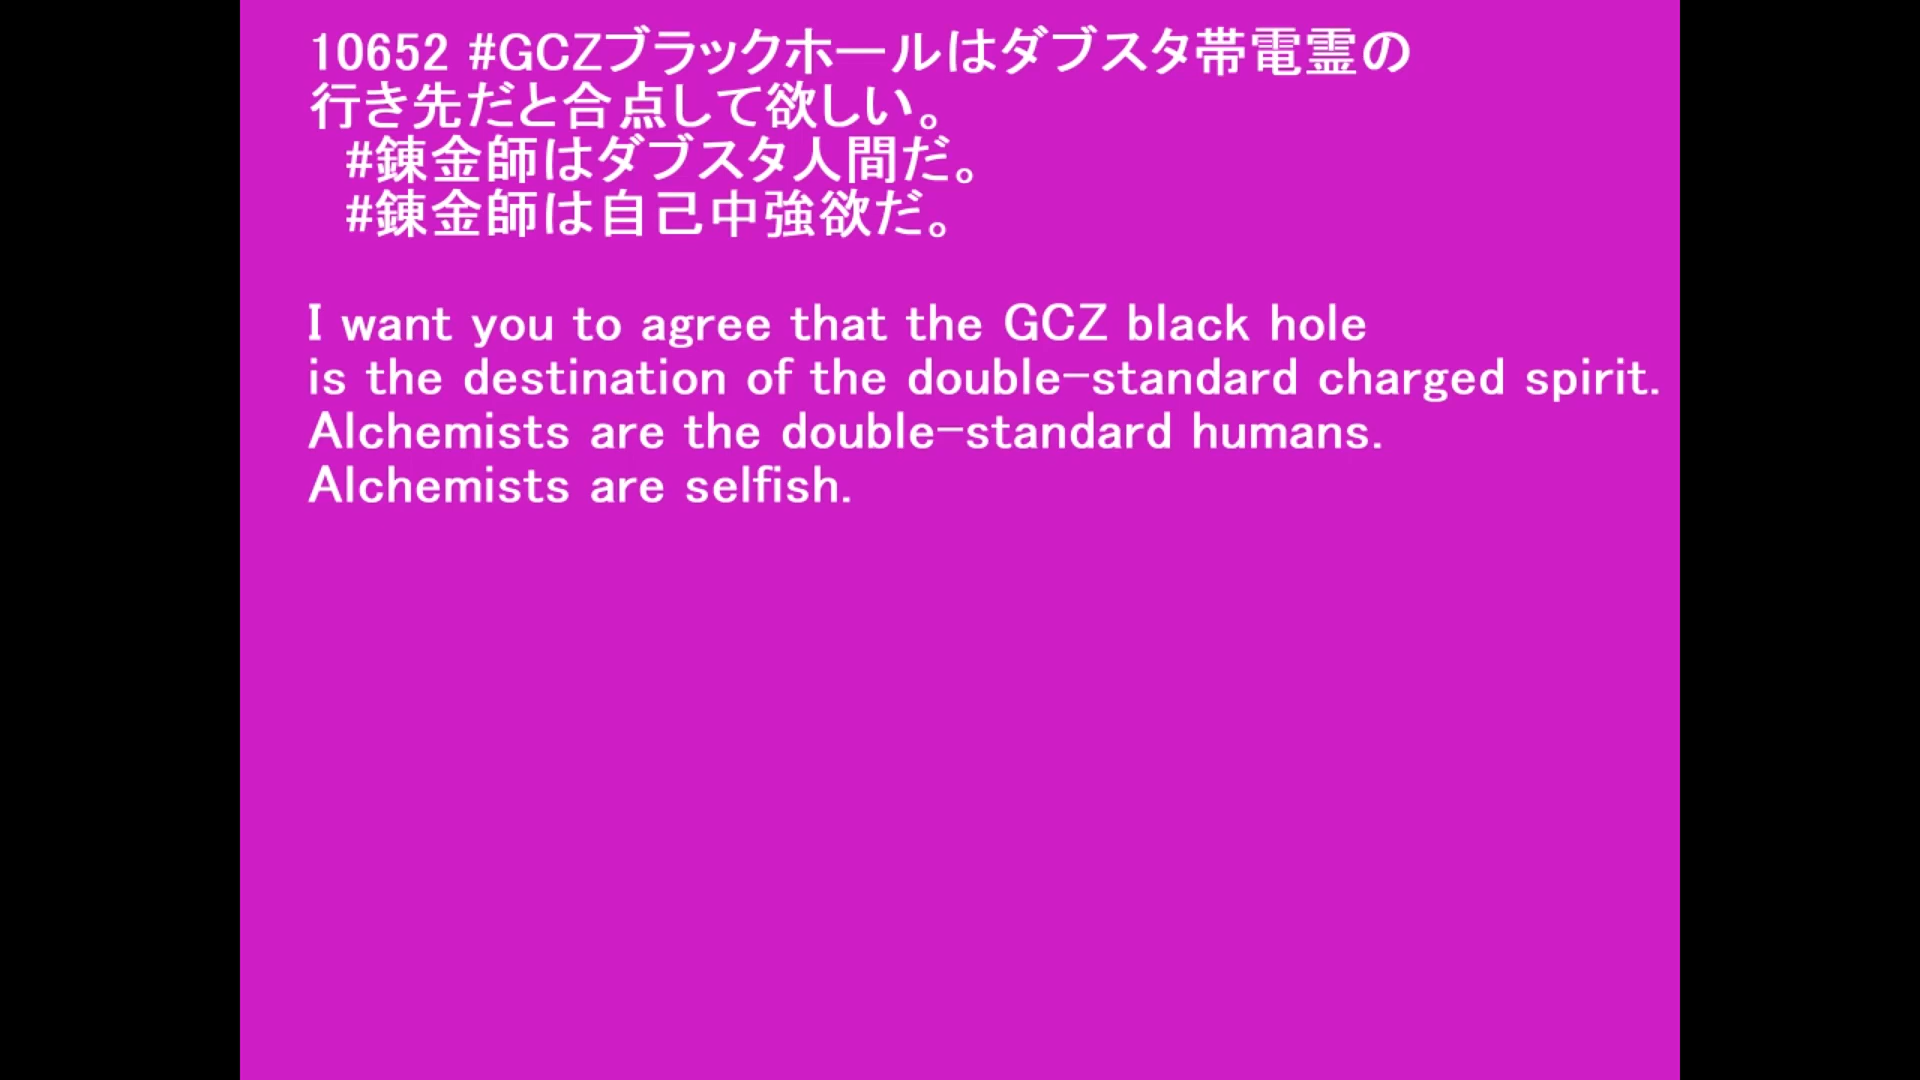 10652 #GCZブラックホールはダブスタ帯電霊の
行き先だと合点して欲しい。
#錬金師はダブスタ人間だ。
#錬金師は自己中強欲だ。
I want you to agree that the GCZ black hole
is the destination of the double-standard charged spirit.
Alchemists are the double-standard humans.
Alchemists are selfish.